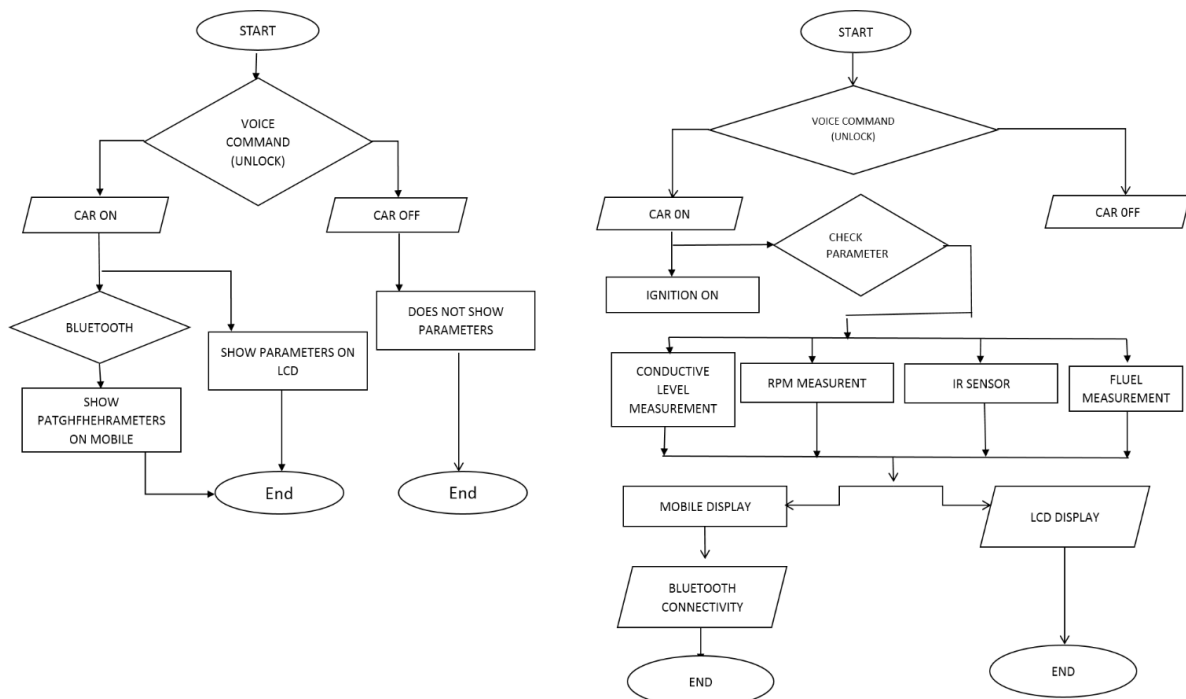 START
VOICE
COMMAND
(UNLOCK)
CAR ON
CAR OFF
BLUETOOTH
SHOW PARAMETERS ON
LCD
DOES NOT SHOW
PARAMETERS
SHOW
PATGHFHEHRAMETERS
ON MOBILE
End
End
START
VOICE COMMAND
(UNLOCK)
CAR 0N
CAR 0FF
CHECK
PARAMETER
IGNITION ON
CONDUCTIVE
LEVEL
MEASUREMENT
RPM MEASURENT
IR SENSOR
FLUEL
MEASUREMENT
MOBILE DISPLAY
LCD DISPLAY
BLUETOOTH
CONNECTIVITY
END
END